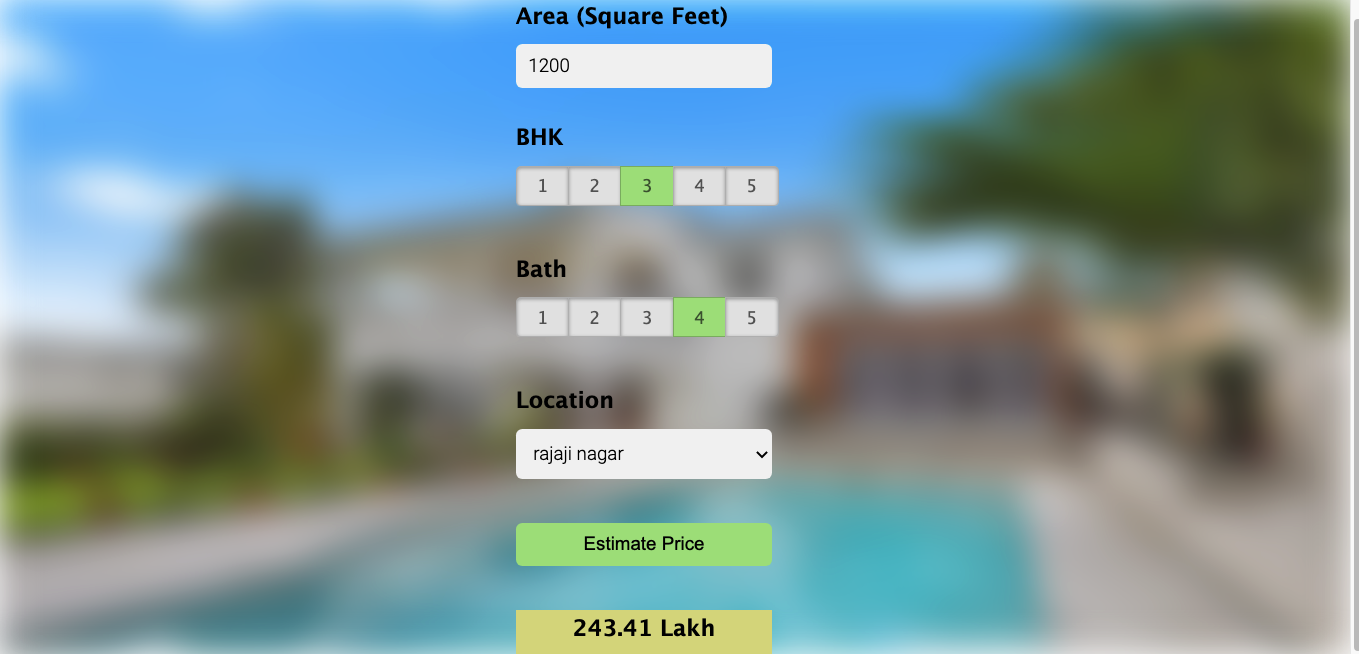 Area (Square Feet)
1200
BHK
1 2 3 4 5
Bath
1 2 3 4 5
Location
rajaji nagar
Estimate Price
243.41 Lakh